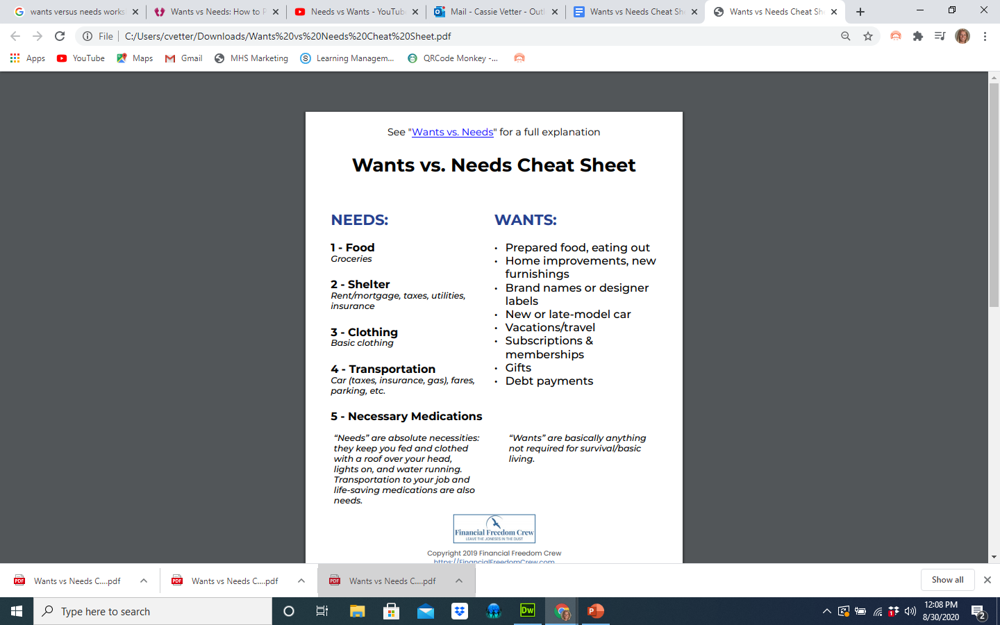 wants versus needs works
Wants vs Needs: How to P
Needs vs Wants - YouTub
Mail - Cassie Vetter - Outl
Wants vs Needs Cheat Sh
Wants vs Needs Cheat Sh
File
C:/Users/cvetter/Downloads/Wants%20vs%20Needs%20Cheat%20Sheet.pdf
Apps
YouTube
Maps
Gmail
MHS Marketing
Learning Managem...
QRCode Monkey -...
See "Wants vs. Needs" for a full explanation
Wants vs. Needs Cheat Sheet
NEEDS:
1 - Food
Groceries
2 - Shelter
Rent/mortgage, taxes, utilities,
insurance
3 - Clothing
Basic clothing
4 - Transportation
Car (taxes, insurance, gas), fares,
parking, etc.
5 - Necessary Medications
“Needs” are absolute necessities:
they keep you fed and clothed
with a roof over your head,
lights on, and water running.
Transportation to your job and
life-saving medications are also
needs.
WANTS:
• Prepared food, eating out
• Home improvements, new
furnishings
• Brand names or designer
labels
• New or late-model car
• Vacations/travel
• Subscriptions &
memberships
• Gifts
• Debt payments
“Wants” are basically anything
not required for survival/basic
living.
Financial Freedom Crew
LEAVE THE JONESES IN THE DUST
Copyright 2019 Financial Freedom Crew
https://FinancialFreedomCrew.com
PDF
Wants vs Needs C....pdf
PDF
Wants vs Needs C....pdf
PDF
Wants vs Needs C....pdf
Show all
Type here to search
Dw
P
12:08 PM
8/30/2020
2